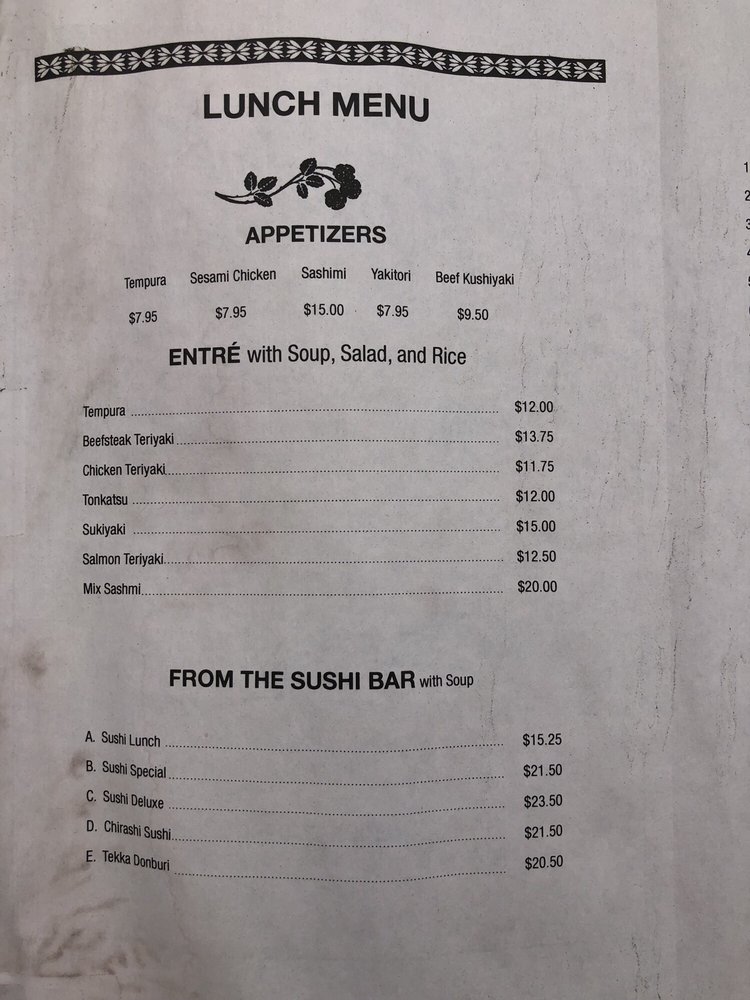 LUNCH MENU
APPETIZERS
Tempura Sesami Chicken Sashimi Yakitori Beef Kushiyaki
$7.95 $7.95 $15.00 $7.95 $9.50
ENTRÉ with Soup, Salad, and Rice
Tempura $12.00
Beefsteak Teriyaki $13.75
Chicken Teriyaki $11.75
Tonkatsu $12.00
Sukiyaki $15.00
Salmon Teriyaki $12.50
Mix Sashmi $20.00
FROM THE SUSHI BAR with Soup
A. Sushi Lunch $15.25
B. Sushi Special $21.50
C. Sushi Deluxe $23.50
D. Chirashi Sushi $21.50
E. Tekka Donburi $20.50